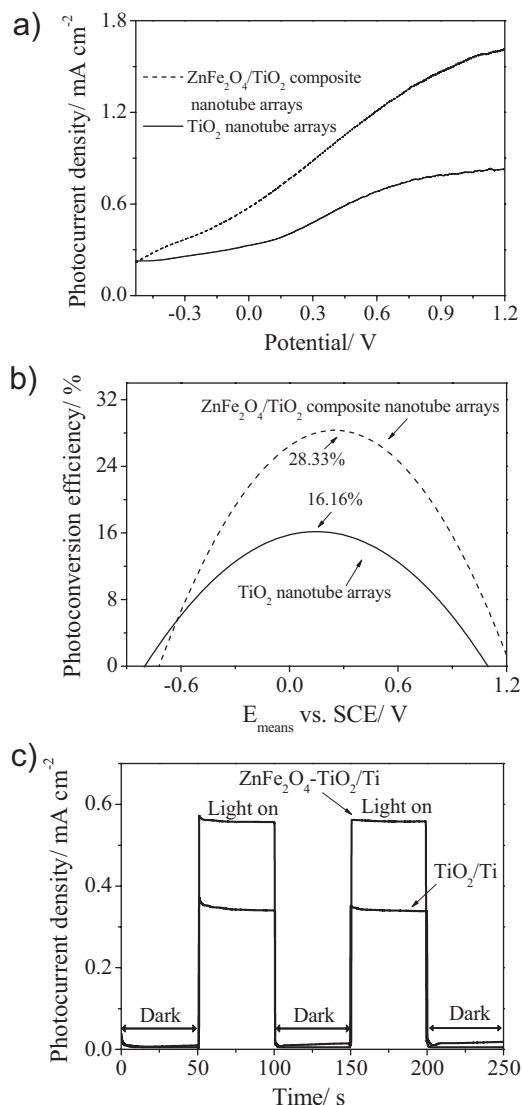 a)
Photocurrent density/ mA cm⁻²
1.8
1.2
0.6
0.0
ZnFe₂O₄/TiO₂ composite
nanotube arrays
TiO₂ nanotube arrays
-0.3 0.0 0.3 0.6 0.9 1.2
Potential/ V
b)
Photoconversion efficiency/ %
32
24
16
8
0
ZnFe₂O₄/TiO₂ composite nanotube arrays
28.33%
16.16%
TiO₂ nanotube arrays
-0.6 0.0 0.6 1.2
E_means vs. SCE/ V
c)
Photocurrent density/ mA cm⁻²
0.6
0.4
0.2
0.0
ZnFe₂O₄-TiO₂/Ti
Light on Light on
TiO₂/Ti
Dark Dark Dark
0 50 100 150 200 250
Time/ s